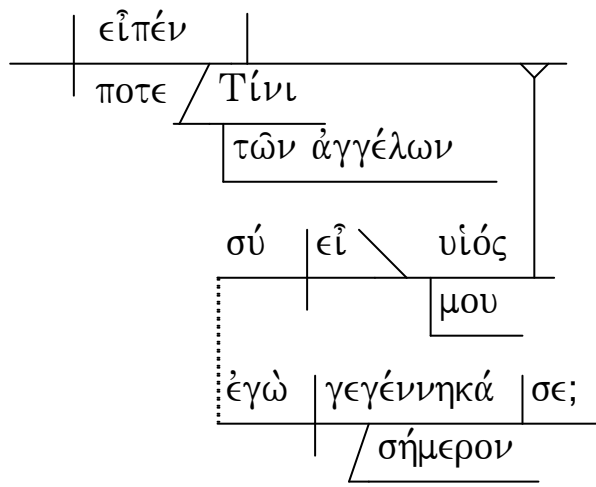 εἶπέν
ποτε Τίνι
τῶν ἀγγέλων
σύ εἶ υἱός
μου
ἐγὼ γεγέννηκά σε;
σήμερον